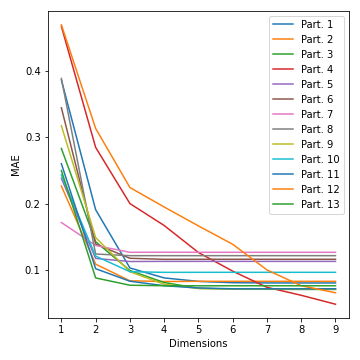 0.4
0.3
0.2
0.1
MAE
1 2 3 4 5 6 7 8 9
Dimensions
Part. 1
Part. 2
Part. 3
Part. 4
Part. 5
Part. 6
Part. 7
Part. 8
Part. 9
Part. 10
Part. 11
Part. 12
Part. 13